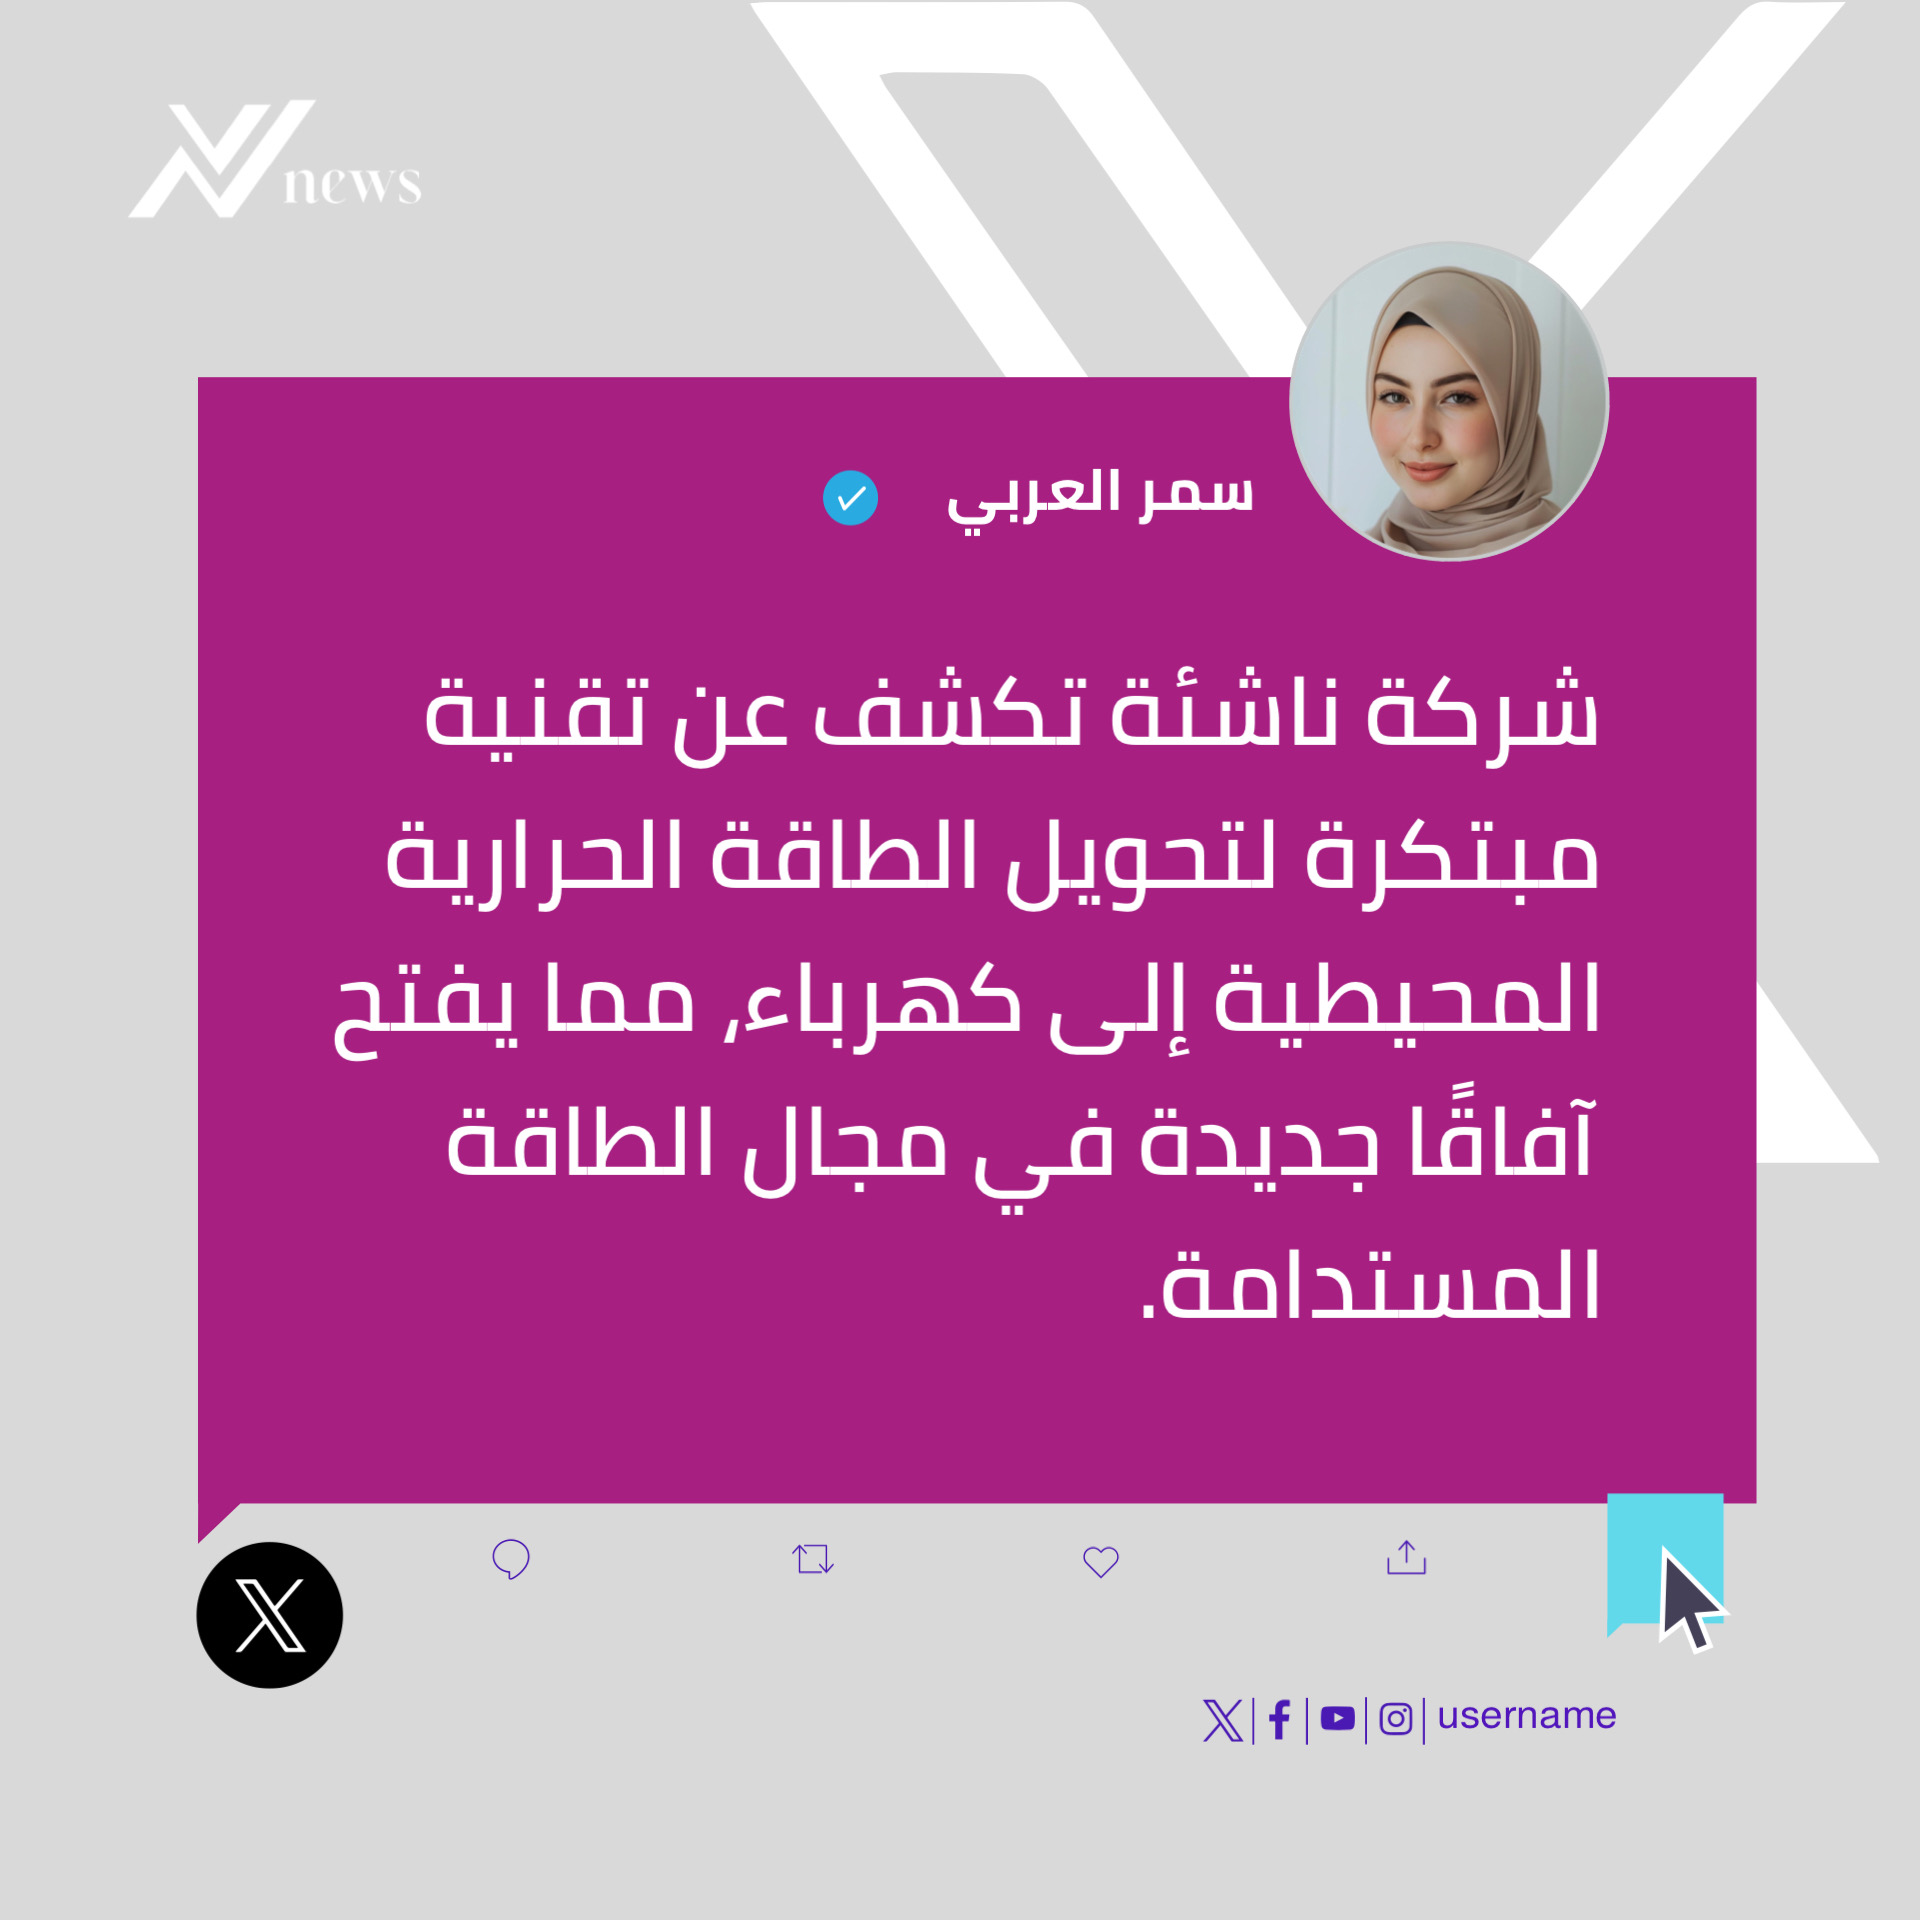 news
سمر العربي
شركة ناشئة تكشف عن تقنية
مبتكرة لتحويل الطاقة الحرارية
المحيطية إلى كهرباء، مما يفتح
آفاقًا جديدة في مجال الطاقة
المستدامة.
username